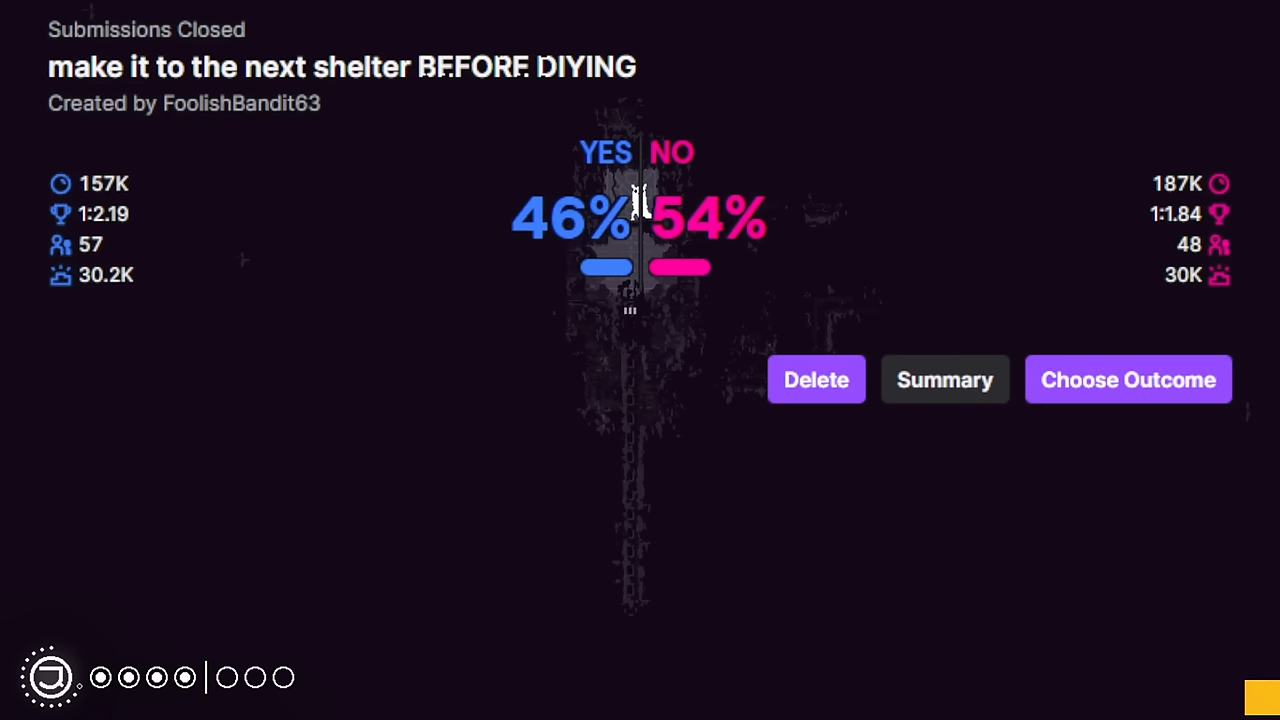 Submissions Closed
make it to the next shelter BEFORE DIYING
Created by FoolishBandit63
YES NO
46% 54%
157K
1:2.19
57
30.2K
187K
1:1.84
48
30K
Delete Summary Choose Outcome